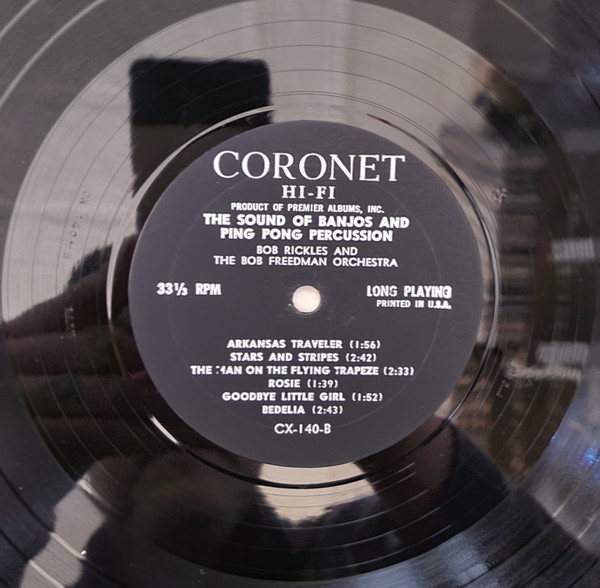 CORONET
HI-FI
PRODUCT OF PREMIER ALBUMS, INC.
THE SOUND OF BANJOS AND
PING PONG PERCUSSION
BOB RICKLES AND
THE BOB FREEDMAN ORCHESTRA
33⅓ RPM
LONG PLAYING
PRINTED IN U.S.A.
ARKANSAS TRAVELER (1:56)
STARS AND STRIPES (2:42)
THE MAN ON THE FLYING TRAPEZE (2:33)
ROSIE (1:39)
GOODBYE LITTLE GIRL (1:52)
BEDELIA (2:43)
CX-140-B